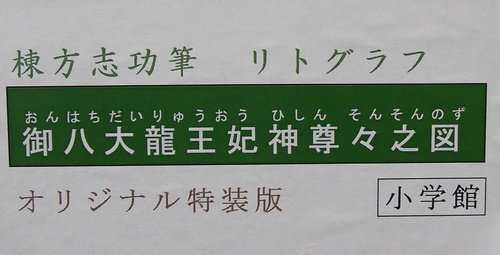 棟方志功筆　リトグラフ
おんはちだいりゅうおう　ひしん　そんそんのず
御八大龍王妃神尊々之図
オリジナル特装版
小学館